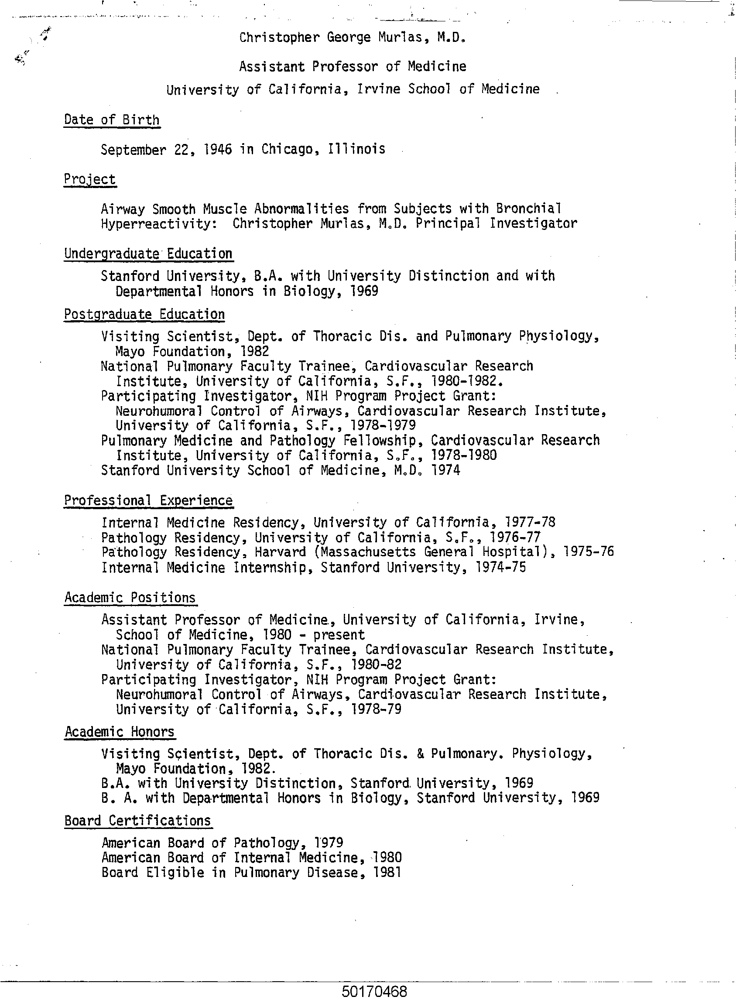 Christopher George Murlas, M.D.
Assistant Professor of Medicine
University of California, Irvine School of Medicine
Date of Birth
September 22, 1946 in Chicago, Illinois
Project
Airway Smooth Muscle Abnormalities from Subjects with Bronchial
Hyperreactivity: Christopher Murlas, M.D. Principal Investigator
Undergraduate Education
Stanford University, B.A. with University Distinction and with
Departmental Honors in Biology, 1969
Postgraduate Education
Visiting Scientist, Dept. of Thoracic Dis. and Pulmonary Physiology,
Mayo Foundation, 1982
National Pulmonary Faculty Trainee, Cardiovascular Research
Institute, University of California, S.F., 1980-1982.
Participating Investigator, NIH Program Project Grant:
Neurohumoral Control of Airways, Cardiovascular Research Institute,
University of California, S.F., 1978-1979
Pulmonary Medicine and Pathology Fellowship, Cardiovascular Research
Institute, University of California, S.F., 1978-1980
Stanford University School of Medicine, M.D. 1974
Professional Experience
Internal Medicine Residency, University of California, 1977-78
Pathology Residency, University of California, S.F., 1976-77
Pathology Residency, Harvard (Massachusetts General Hospital), 1975-76
Internal Medicine Internship, Stanford University, 1974-75
Academic Positions
Assistant Professor of Medicine, University of California, Irvine,
School of Medicine, 1980 - present
National Pulmonary Faculty Trainee, Cardiovascular Research Institute,
University of California, S.F., 1980-82
Participating Investigator, NIH Program Project Grant:
Neurohumoral Control of Airways, Cardiovascular Research Institute,
University of California, S.F., 1978-79
Academic Honors
Visiting Scientist, Dept. of Thoracic Dis. & Pulmonary. Physiology,
Mayo Foundation, 1982.
B.A. with University Distinction, Stanford University, 1969
B. A. with Departmental Honors in Biology, Stanford University, 1969
Board Certifications
American Board of Pathology, 1979
American Board of Internal Medicine, 1980
Board Eligible in Pulmonary Disease, 1981
50170468